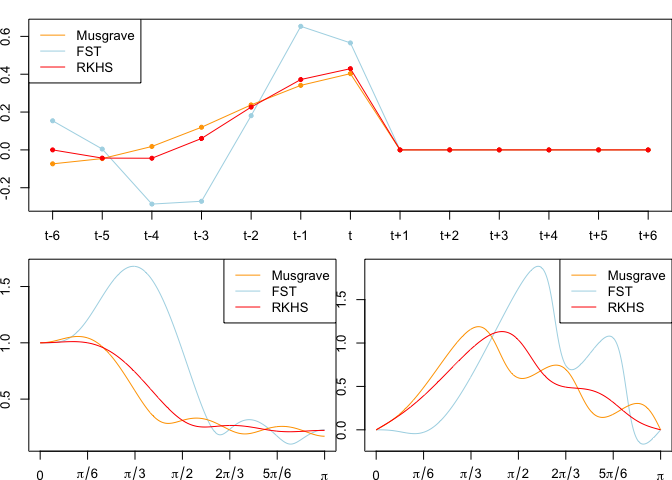 Musgrave
FST
RKHS
0.6
0.4
0.2
0.0
-0.2
t-6 t-5 t-4 t-3 t-2 t-1 t t+1 t+2 t+3 t+4 t+5 t+6
Musgrave
FST
RKHS
1.5
1.0
0.5
0 π/6 π/3 π/2 2π/3 5π/6 π
Musgrave
FST
RKHS
1.5
1.0
0.5
0.0
0 π/6 π/3 π/2 2π/3 5π/6 π